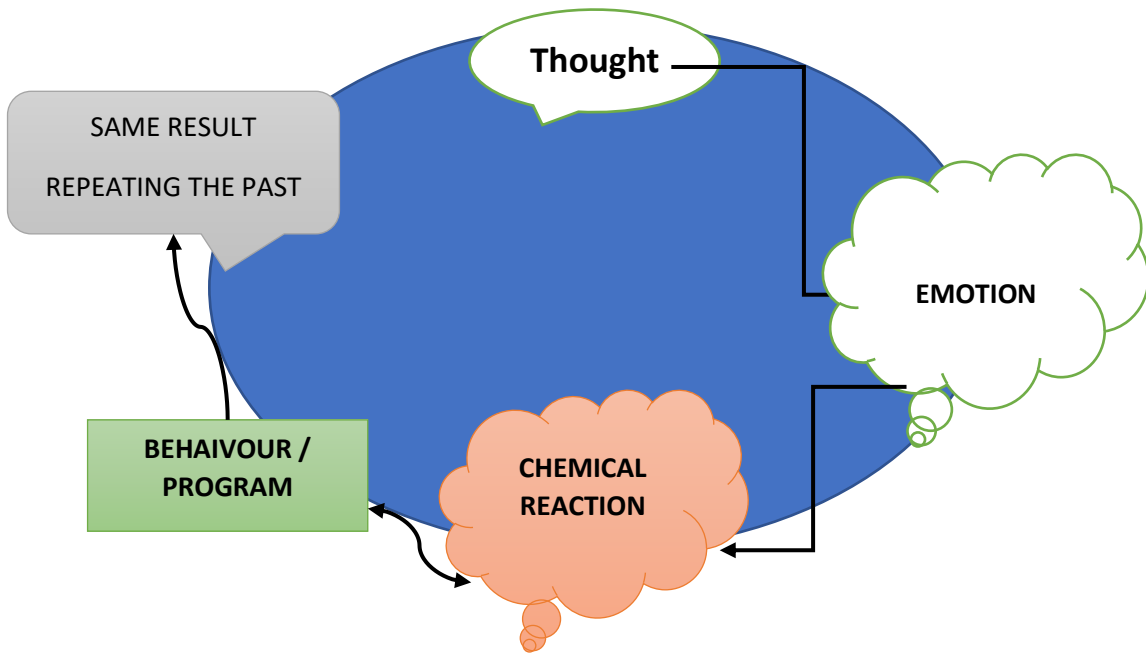 Thought
SAME RESULT
REPEATING THE PAST
EMOTION
CHEMICAL
REACTION
BEHAIVOUR /
PROGRAM